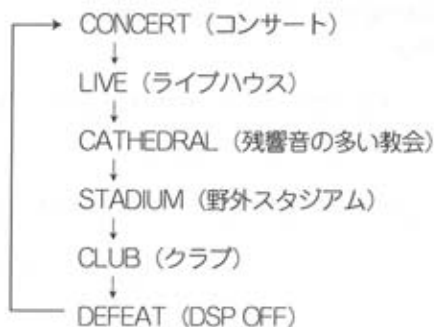 CONCERT（コンサート）
LIVE（ライブハウス）
CATHEDRAL（残響音の多い教会）
STADIUM（野外スタジアム）
CLUB（クラブ）
DEFEAT（DSP OFF）